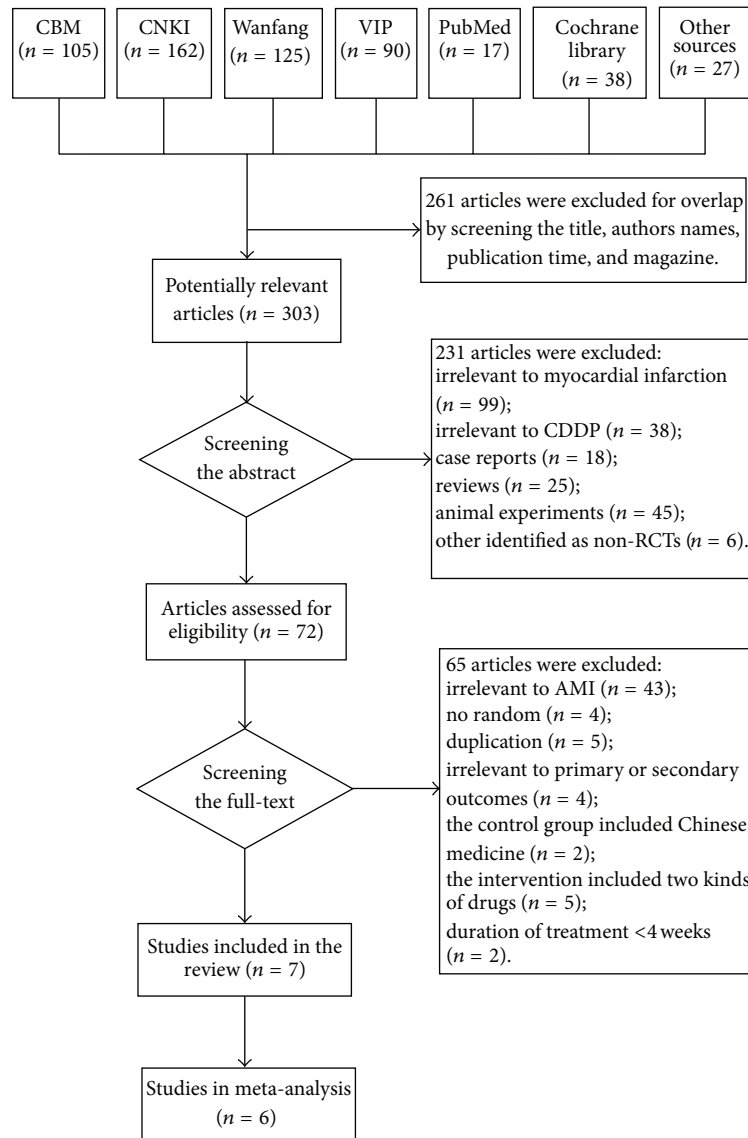 CBM
(n = 105)
CNKI
(n = 162)
Wanfang
(n = 125)
VIP
(n = 90)
PubMed
(n = 17)
Cochrane
library
(n = 38)
Other
sources
(n = 27)
261 articles were excluded for overlap
by screening the title, authors names,
publication time, and magazine.
Potentially relevant
articles (n = 303)
231 articles were excluded:
irrelevant to myocardial infarction
(n = 99);
irrelevant to CDDP (n = 38);
case reports (n = 18);
reviews (n = 25);
animal experiments (n = 45);
other identified as non-RCTs (n = 6).
Screening
the abstract
Articles assessed for
eligibility (n = 72)
65 articles were excluded:
irrelevant to AMI (n = 43);
no random (n = 4);
duplication (n = 5);
irrelevant to primary or secondary
outcomes (n = 4);
the control group included Chinese
medicine (n = 2);
the intervention included two kinds
of drugs (n = 5);
duration of treatment <4 weeks
(n = 2).
Screening
the full-text
Studies included in the
review (n = 7)
Studies in meta-analysis
(n = 6)